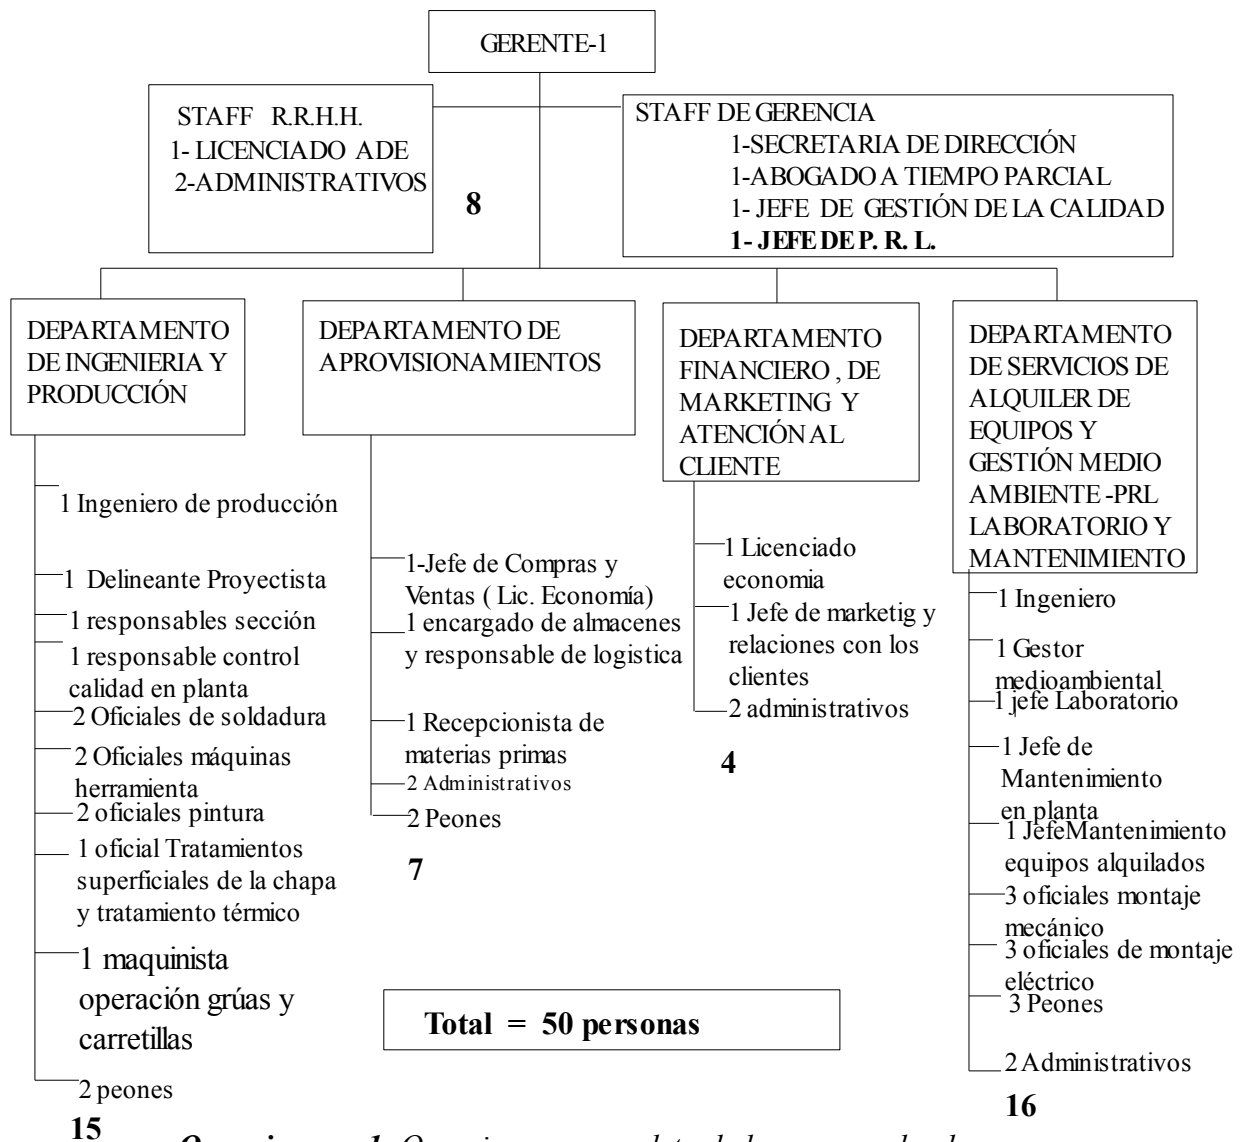 GERENTE-1
STAFF R.R.H.H.
1- LICENCIADO ADE
2-ADMINISTRATIVOS
8
STAFF DE GERENCIA
1-SECRETARIA DE DIRECCIÓN
1-ABOGADO A TIEMPO PARCIAL
1- JEFE DE GESTIÓN DE LA CALIDAD
1- JEFE DE P. R. L.
DEPARTAMENTO
DE INGENIERIA Y
PRODUCCIÓN
1 Ingeniero de producción
1 Delineante Proyectista
1 responsables sección
1 responsable control
calidad en planta
2 Oficiales de soldadura
2 Oficiales máquinas
herramienta
2 oficiales pintura
1 oficial Tratamientos
superficiales de la chapa
y tratamiento térmico
1 maquinista
operación grúas y
carretillas
2 peones
15
DEPARTAMENTO DE
APROVISIONAMIENTOS
1-Jefe de Compras y
Ventas ( Lic. Economía)
1 encargado de almacenes
y responsable de logistica
1 Recepcionista de
materias primas
2 Administrativos
2 Peones
7
DEPARTAMENTO
FINANCIERO , DE
MARKETING Y
ATENCIÓN AL
CLIENTE
1 Licenciado
economia
1 Jefe de marketig y
relaciones con los
clientes
2 administrativos
4
DEPARTAMENTO
DE SERVICIOS DE
ALQUILER DE
EQUIPOS Y
GESTIÓN MEDIO
AMBIENTE -PRL
LABORATORIO Y
MANTENIMIENTO
1 Ingeniero
1 Gestor
medioambiental
1 jefe Laboratorio
1 Jefe de
Mantenimiento
en planta
1 JefeMantenimiento
equipos alquilados
3 oficiales montaje
mecánico
3 oficiales de montaje
eléctrico
3 Peones
2 Administrativos
16
Total = 50 personas